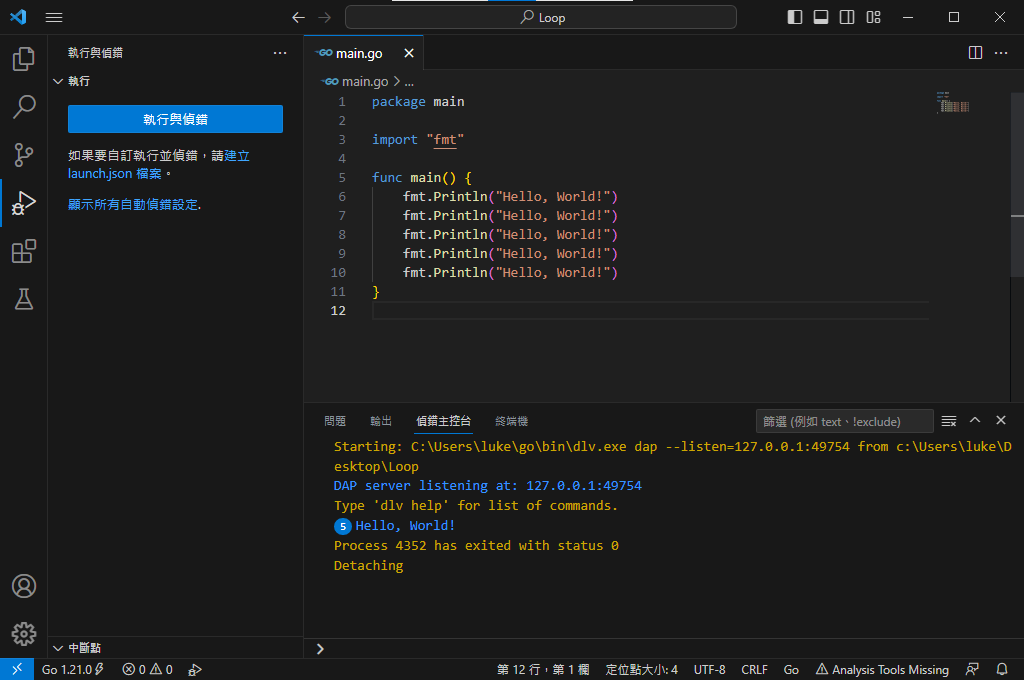 Loop
執行與偵錯
執行
執行與偵錯
如果要自訂執行並偵錯，請建立
launch.json 檔案。
顯示所有自動偵錯設定.
中斷點
main.go
main.go > ...
1 package main
2
3 import "fmt"
4
5 func main() {
6 fmt.Println("Hello, World!")
7 fmt.Println("Hello, World!")
8 fmt.Println("Hello, World!")
9 fmt.Println("Hello, World!")
10 fmt.Println("Hello, World!")
11 }
12
問題 輸出 偵錯主控台 終端機 篩選 (例如 text、!exclude)
Starting: C:\Users\luke\go\bin\dlv.exe dap --listen=127.0.0.1:49754 from c:\Users\luke\D
esktop\Loop
DAP server listening at: 127.0.0.1:49754
Type 'dlv help' for list of commands.
5 Hello, World!
Process 4352 has exited with status 0
Detaching
Go 1.21.0 0 0 第 12 行，第 1 欄 定位點大小: 4 UTF-8 CRLF Go Analysis Tools Missing